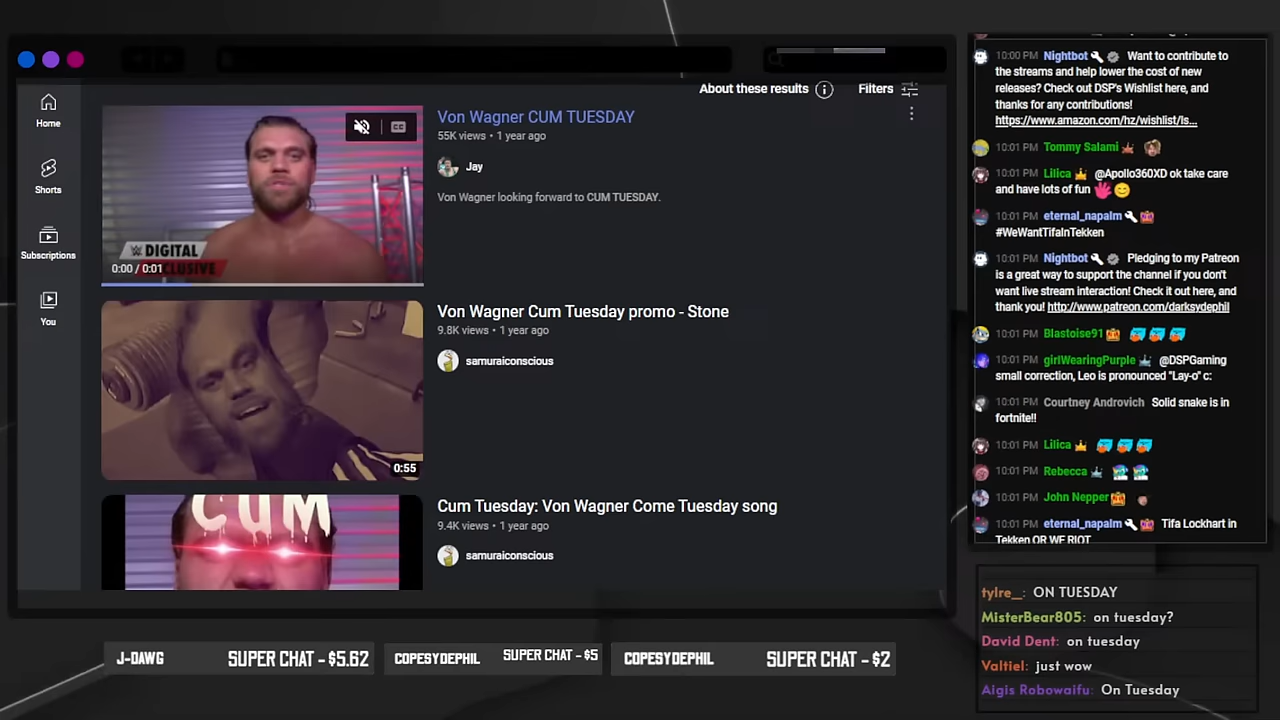 About these results
Filters
Home
Shorts
Subscriptions
You
DIGITAL
EXCLUSIVE
0:00 / 0:01
Von Wagner CUM TUESDAY
55K views • 1 year ago
Jay
Von Wagner looking forward to CUM TUESDAY.
Von Wagner Cum Tuesday promo - Stone
9.8K views • 1 year ago
samuraiconscious
0:55
CUM
Cum Tuesday: Von Wagner Come Tuesday song
9.4K views • 1 year ago
samuraiconscious
10:00 PM Nightbot Want to contribute to
the streams and help lower the cost of new
releases? Check out DSP's Wishlist here, and
thanks for any contributions!
https://www.amazon.com/hz/wishlist/ls...
10:01 PM Tommy Salami
10:01 PM Lilica @Apollo360XD ok take care
and have lots of fun
10:01 PM eternal_napalm
#WeWantTifaInTekken
10:01 PM Nightbot Pledging to my Patreon
is a great way to support the channel if you don't
want live stream interaction! Check it out here, and
thank you! http://www.patreon.com/darksydephil
10:01 PM Blastoise91
10:01 PM girlWearingPurple @DSPGaming
small correction, Leo is pronounced "Lay-o" c:
10:01 PM Courtney Androvich Solid snake is in
fortnite!!
10:01 PM Lilica
10:01 PM Rebecca
10:01 PM John Nepper
10:01 PM eternal_napalm Tifa Lockhart in
Tekken OR WE RIOT
tylre_: ON TUESDAY
MisterBear805: on tuesday?
David Dent: on tuesday
Valtiel: just wow
Aigis Robowaifu: On Tuesday
J-DAWG SUPER CHAT - $5.62
COPESYDEPHIL SUPER CHAT - $5
COPESYDEPHIL SUPER CHAT - $2